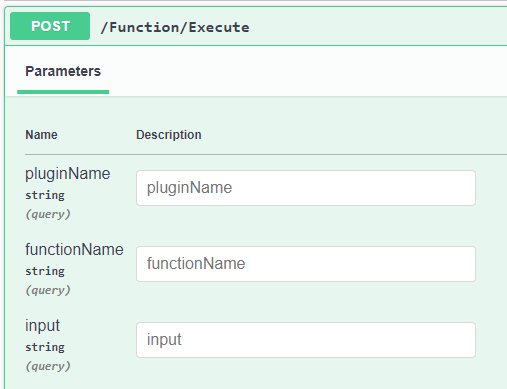 POST /Function/Execute
Parameters
Name Description
pluginName pluginName
string
(query)
functionName functionName
string
(query)
input input
string
(query)